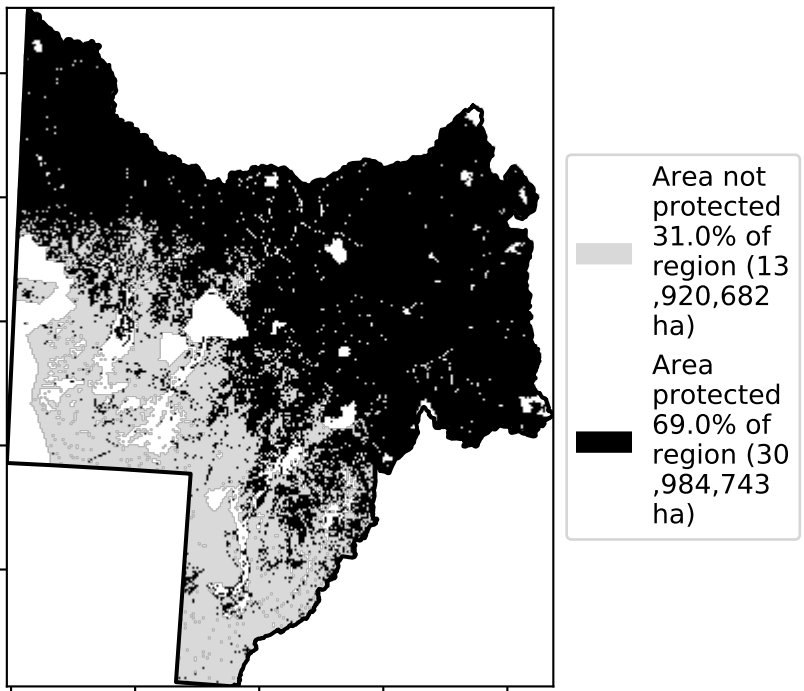 Area not
protected
31.0% of
region (13
,920,682
ha)
Area
protected
69.0% of
region (30
,984,743
ha)